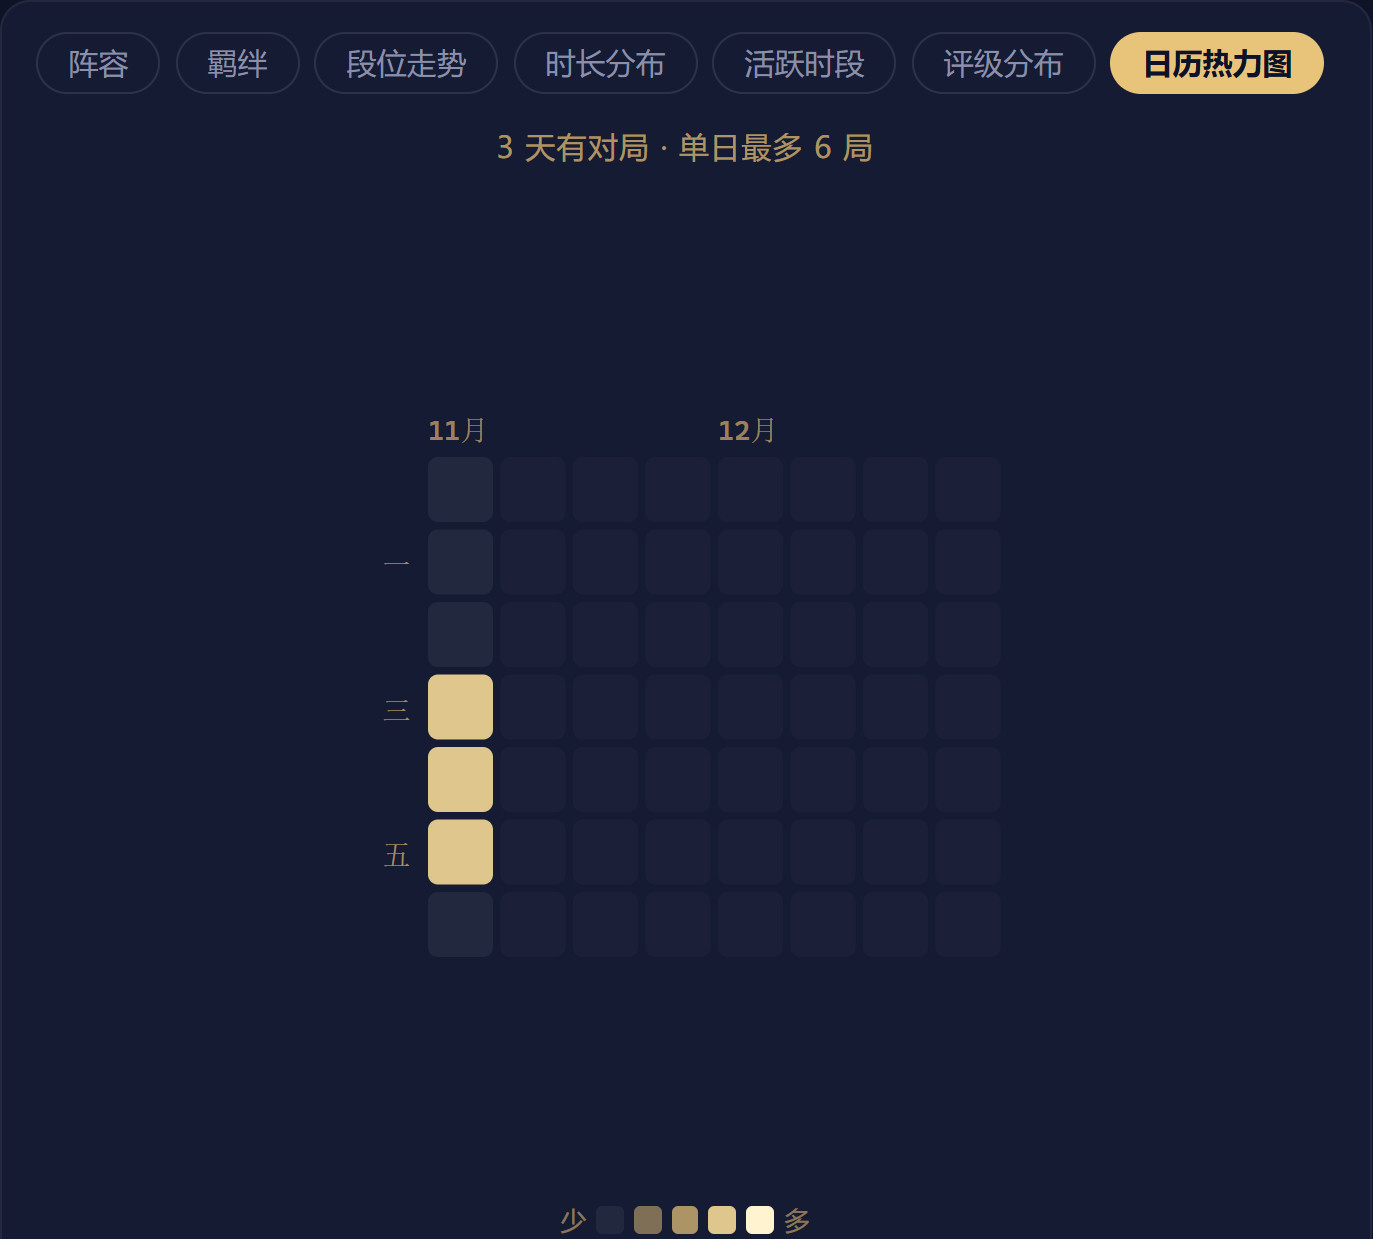 阵容 羁绊 段位走势 时长分布 活跃时段 评级分布 日历热力图
3 天有对局 · 单日最多 6 局
11月 12月
一
三
五
少 多